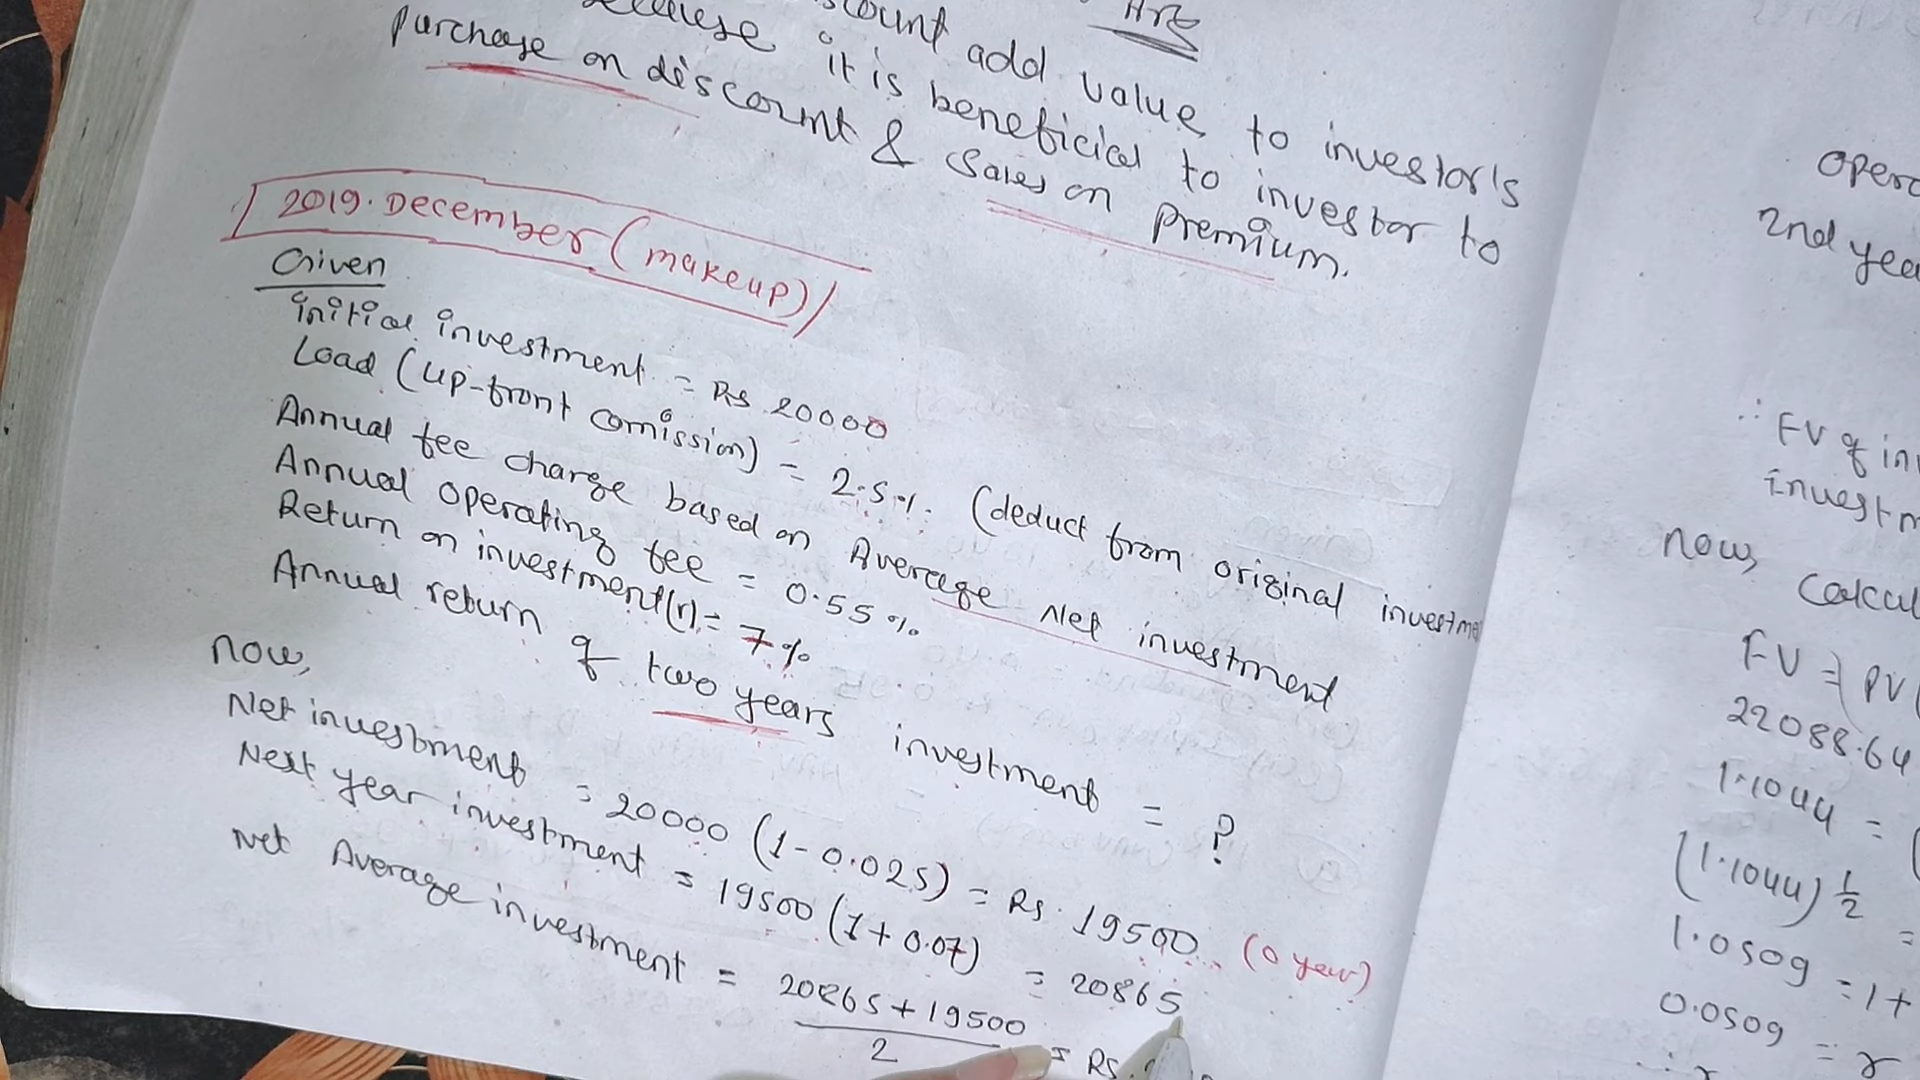 Ars
count add value to investor's
it is beneficial to investor to
purchase on discount & Sales on premium.
2019. December (makeup)
Given
initial investment = Rs 20000
Load (up-front comission) = 2.5%. (deduct from original investme
Annual fee charge based on Average Net investment
Annual operating fee = 0.55%
Return on investment (r) = 7%
Annual return of two years investment = ?
now,
Net investment = 20000 (1-0.025) = Rs. 19500 (0 year)
Next year investment = 19500 (1+0.07) = 20865
Net Average investment = 20865+19500
2
= Rs.
2nd yea
∴ FV of in
investm
now, calcul
FV = PV(
22088.64
1.1044 = (
(1.1044) 1/2 =
1.0509 = 1+
0.0509 = r
∴ r